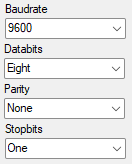 Baudrate
9600
Databits
Eight
Parity
None
Stopbits
One